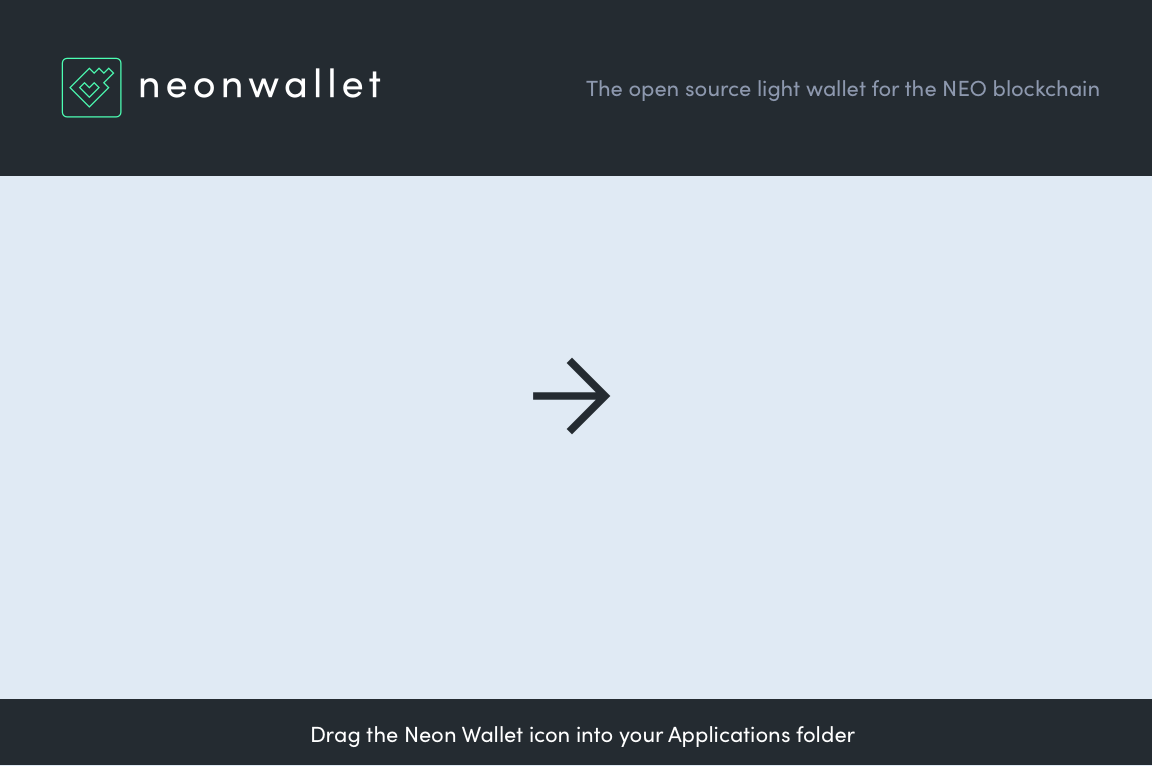 neonwallet
The open source light wallet for the NEO blockchain
Drag the Neon Wallet icon into your Applications folder